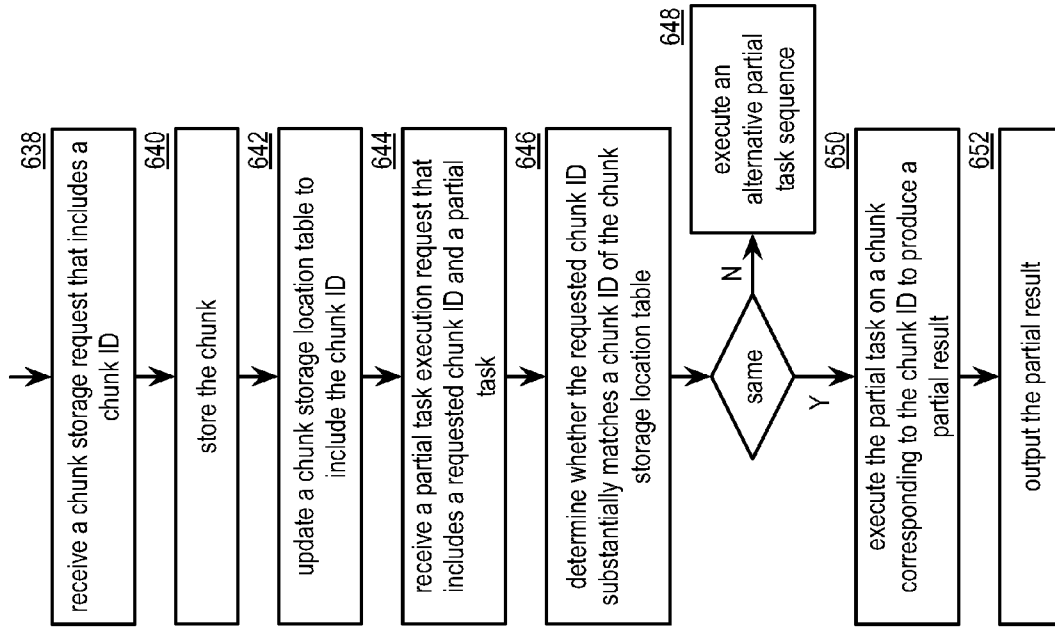 638
receive a chunk storage request that includes a
chunk ID
640
store the chunk
642
update a chunk storage location table to
include the chunk ID
644
receive a partial task execution request that
includes a requested chunk ID and a partial
task
646
determine whether the requested chunk ID
substantially matches a chunk ID of the chunk
storage location table
same
N
648
execute an
alternative partial
task sequence
Y
650
execute the partial task on a chunk
corresponding to the chunk ID to produce a
partial result
652
output the partial result